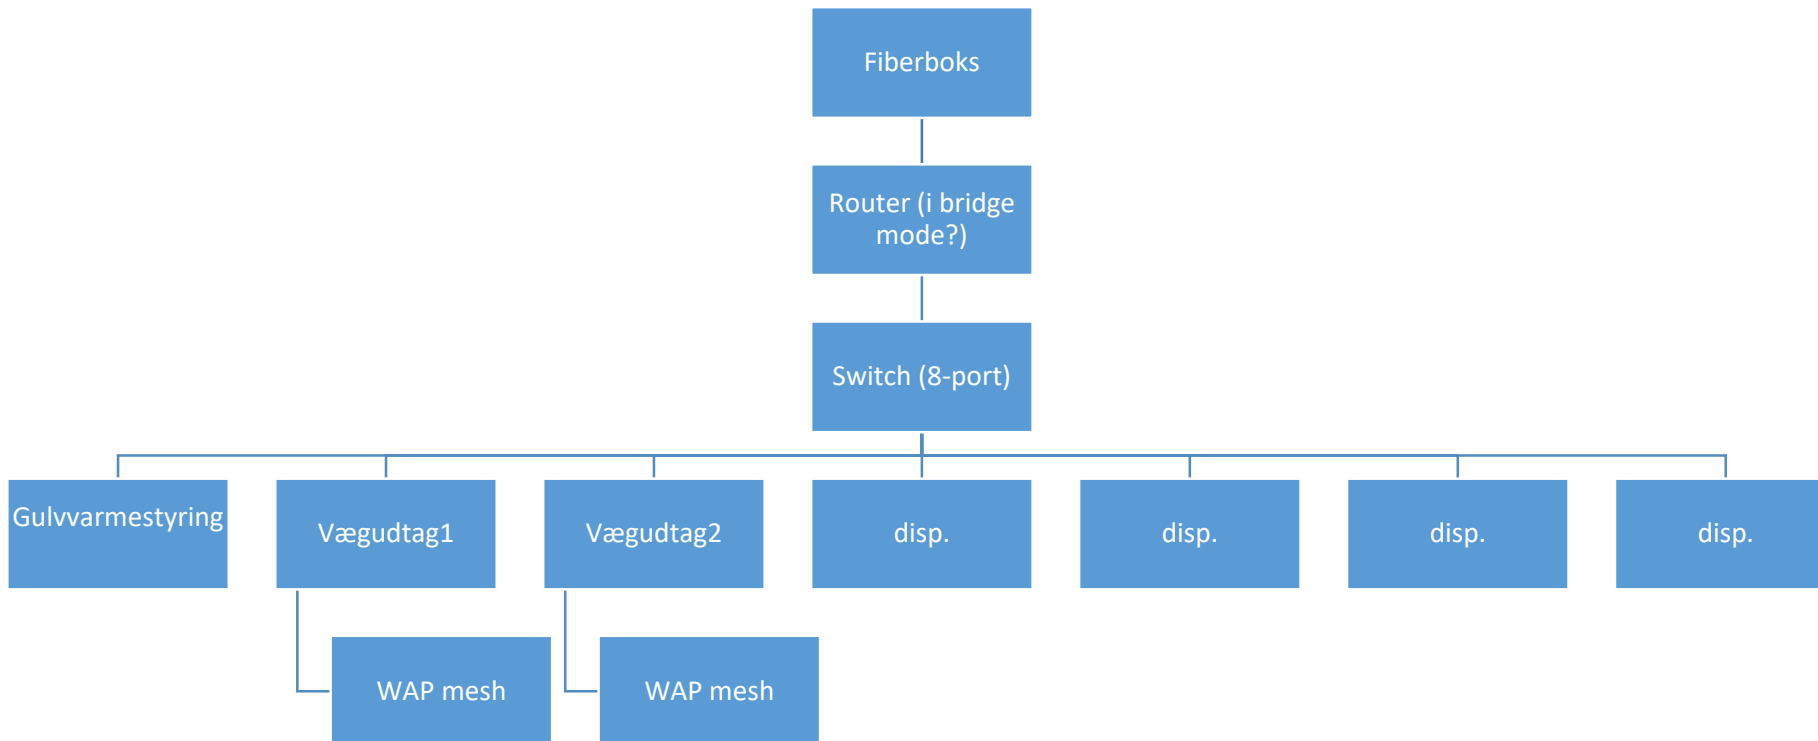 Fiberboks
Router (i bridge
mode?)
Switch (8-port)
Gulvvarmestyring
Vægudtag1
Vægudtag2
disp.
disp.
disp.
disp.
WAP mesh
WAP mesh